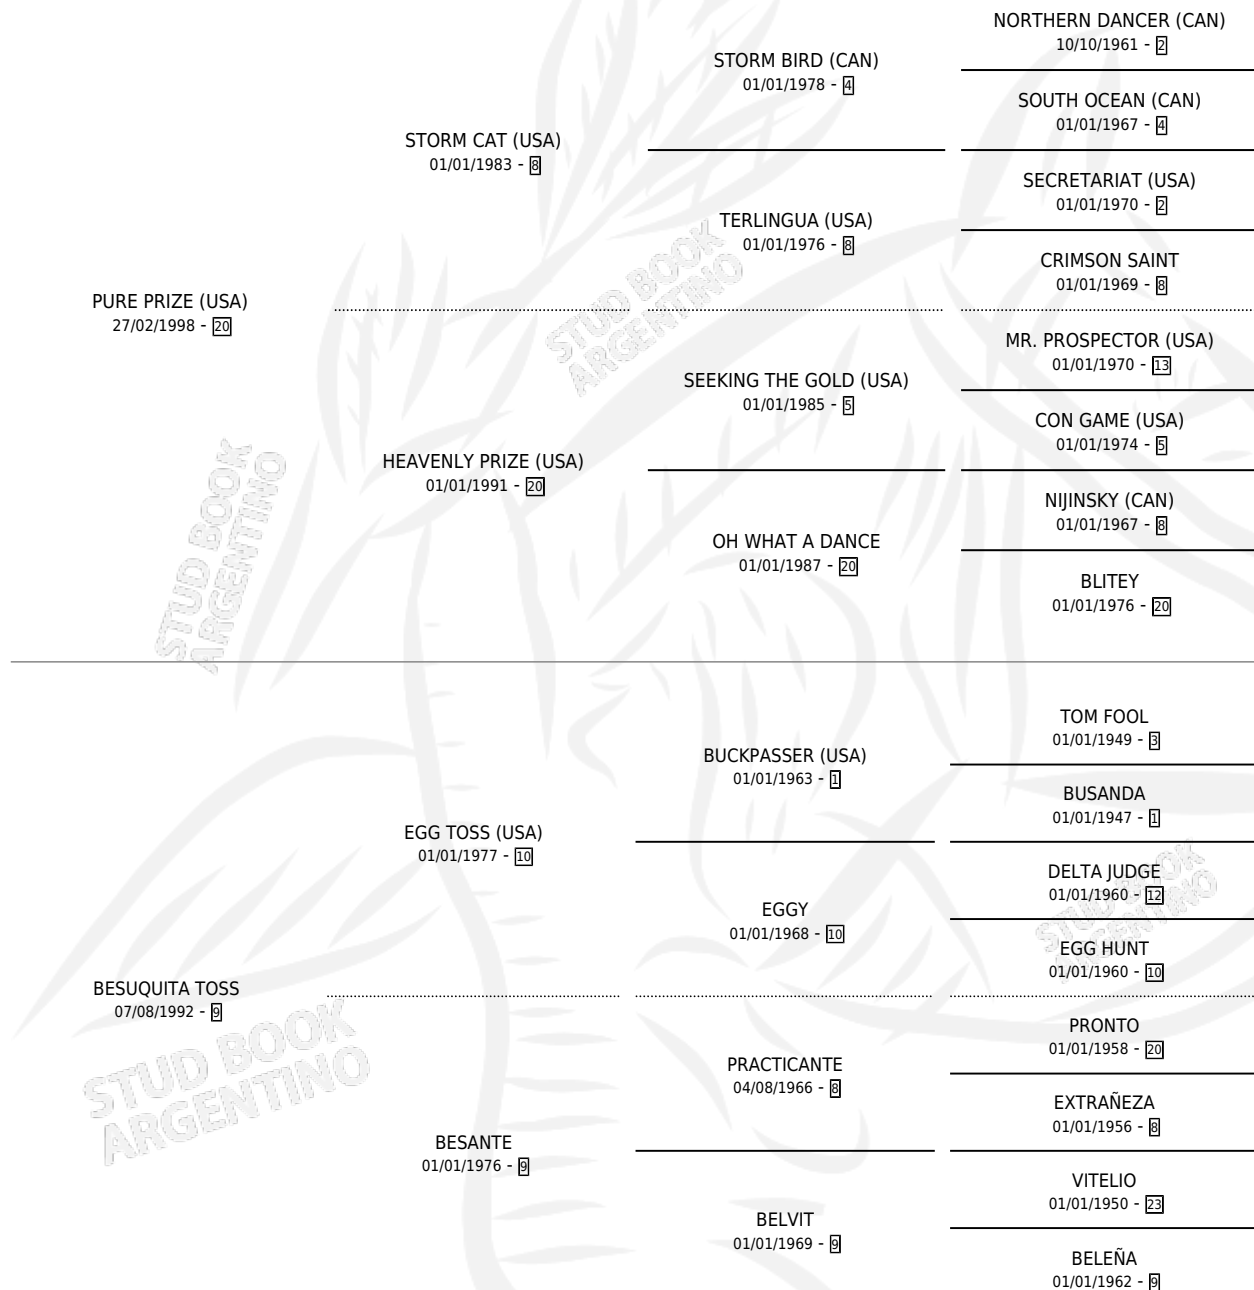 NORTHERN DANCER (CAN)
10/10/1961 - 2
STORM BIRD (CAN)
01/01/1978 - 4
SOUTH OCEAN (CAN)
01/01/1967 - 4
STORM CAT (USA)
01/01/1983 - 8
SECRETARIAT (USA)
01/01/1970 - 2
TERLINGUA (USA)
01/01/1976 - 8
CRIMSON SAINT
01/01/1969 - 8
PURE PRIZE (USA)
27/02/1998 - 20
MR. PROSPECTOR (USA)
01/01/1970 - 13
SEEKING THE GOLD (USA)
01/01/1985 - 5
CON GAME (USA)
01/01/1974 - 5
HEAVENLY PRIZE (USA)
01/01/1991 - 20
NIJINSKY (CAN)
01/01/1967 - 8
OH WHAT A DANCE
01/01/1987 - 20
BLITEY
01/01/1976 - 20
TOM FOOL
01/01/1949 - 3
BUCKPASSER (USA)
01/01/1963 - 1
BUSANDA
01/01/1947 - 1
EGG TOSS (USA)
01/01/1977 - 10
DELTA JUDGE
01/01/1960 - 12
EGGY
01/01/1968 - 10
EGG HUNT
01/01/1960 - 10
BESUQUITA TOSS
07/08/1992 - 9
PRONTO
01/01/1958 - 20
PRACTICANTE
04/08/1966 - 8
EXTRAÑEZA
01/01/1956 - 8
BESANTE
01/01/1976 - 9
VITELIO
01/01/1950 - 23
BELVIT
01/01/1969 - 9
BELEÑA
01/01/1962 - 9
STUD BOOK
ARGENTINO
STUD BOOK
ARGENTINO
STUD BOOK
ARGENTINO
STUD BOOK
ARGENTINO